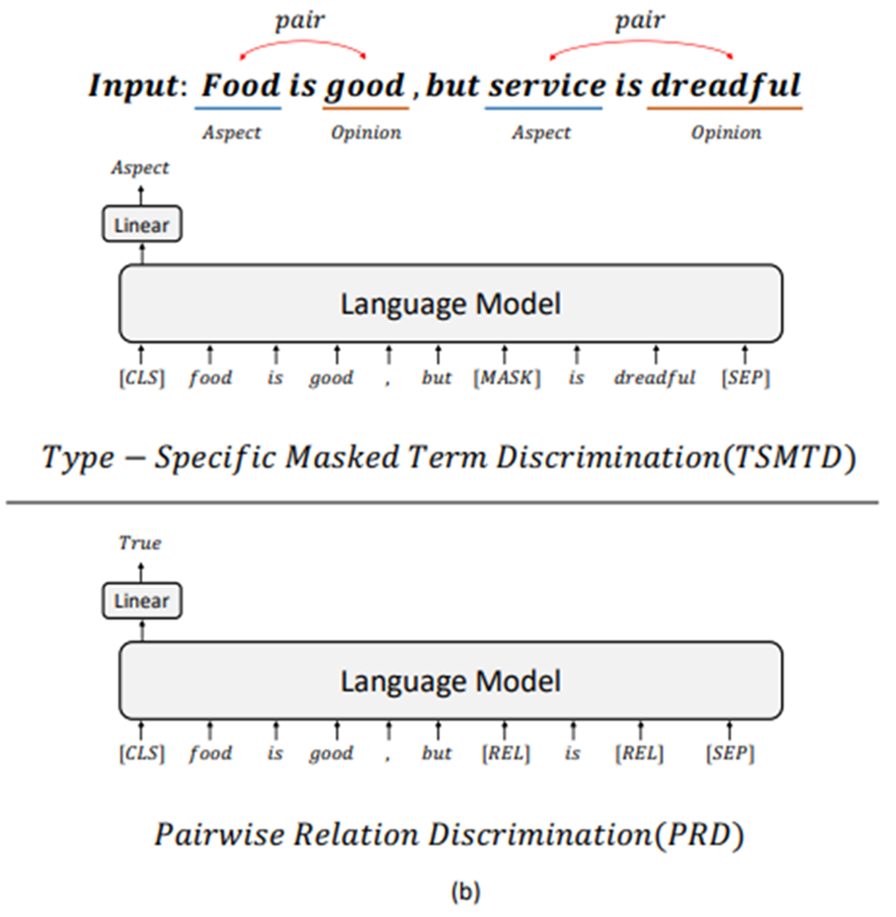 pair pair
Input: Food is good , but service is dreadful
Aspect Opinion Aspect Opinion
Aspect
Linear
Language Model
[CLS] food is good , but [MASK] is dreadful [SEP]
Type − Specific Masked Term Discrimination(TSMTD)
True
Linear
Language Model
[CLS] food is good , but [REL] is [REL] [SEP]
Pairwise Relation Discrimination(PRD)
(b)